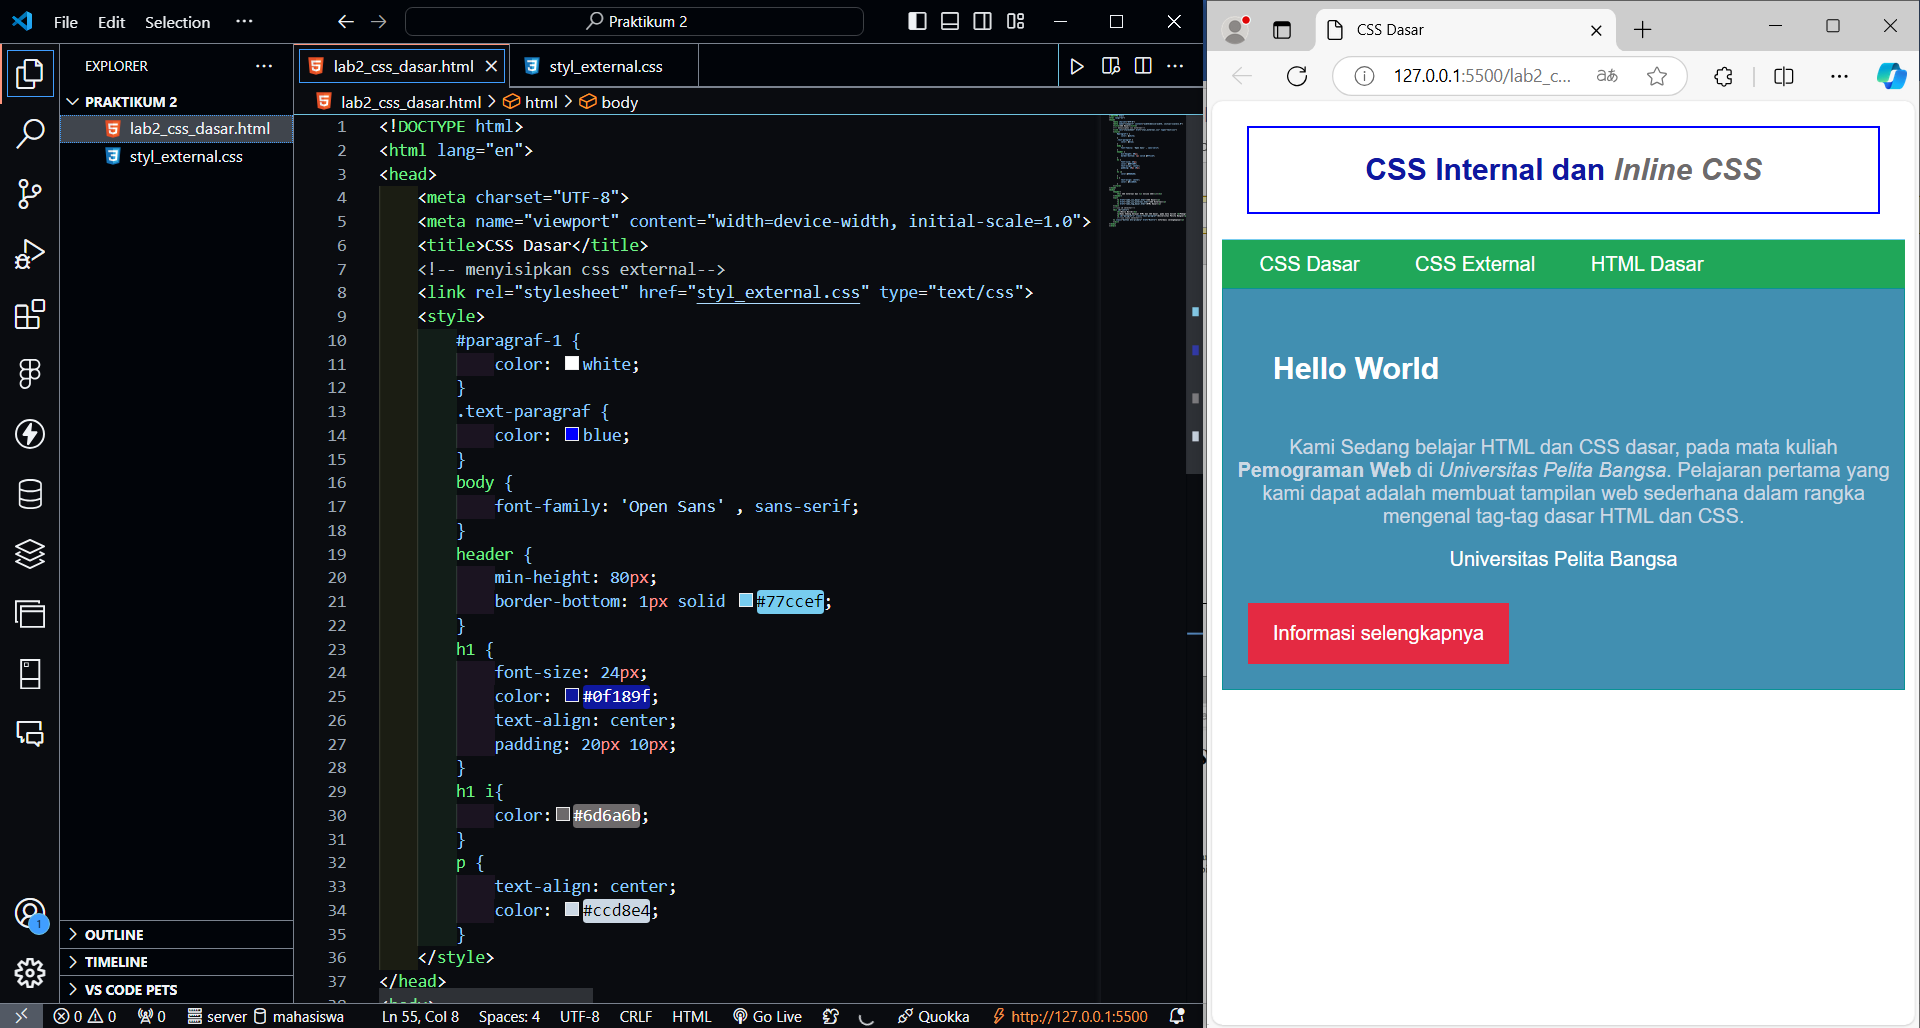 File Edit Selection ···
Praktikum 2
EXPLORER ···
PRAKTIKUM 2
lab2_css_dasar.html
styl_external.css
OUTLINE
TIMELINE
VS CODE PETS
lab2_css_dasar.html styl_external.css
lab2_css_dasar.html > html > body
1 <!DOCTYPE html>
2 <html lang="en">
3 <head>
4 <meta charset="UTF-8">
5 <meta name="viewport" content="width=device-width, initial-scale=1.0">
6 <title>CSS Dasar</title>
7 <!-- menyisipkan css external-->
8 <link rel="stylesheet" href="styl_external.css" type="text/css">
9 <style>
10 #paragraf-1 {
11 color: white;
12 }
13 .text-paragraf {
14 color: blue;
15 }
16 body {
17 font-family: 'Open Sans' , sans-serif;
18 }
19 header {
20 min-height: 80px;
21 border-bottom: 1px solid #77ccef;
22 }
23 h1 {
24 font-size: 24px;
25 color: #0f189f;
26 text-align: center;
27 padding: 20px 10px;
28 }
29 h1 i{
30 color: #6d6a6b;
31 }
32 p {
33 text-align: center;
34 color: #ccd8e4;
35 }
36 </style>
37 </head>
38 <body>
1
0 0 0 server mahasiswa Ln 55, Col 8 Spaces: 4 UTF-8 CRLF HTML Go Live Quokka http://127.0.0.1:5500
CSS Dasar
127.0.0.1:5500/lab2_c...
CSS Internal dan Inline CSS
CSS Dasar CSS External HTML Dasar
Hello World
Kami Sedang belajar HTML dan CSS dasar, pada mata kuliah
Pemograman Web di Universitas Pelita Bangsa. Pelajaran pertama yang
kami dapat adalah membuat tampilan web sederhana dalam rangka
mengenal tag-tag dasar HTML dan CSS.
Universitas Pelita Bangsa
Informasi selengkapnya